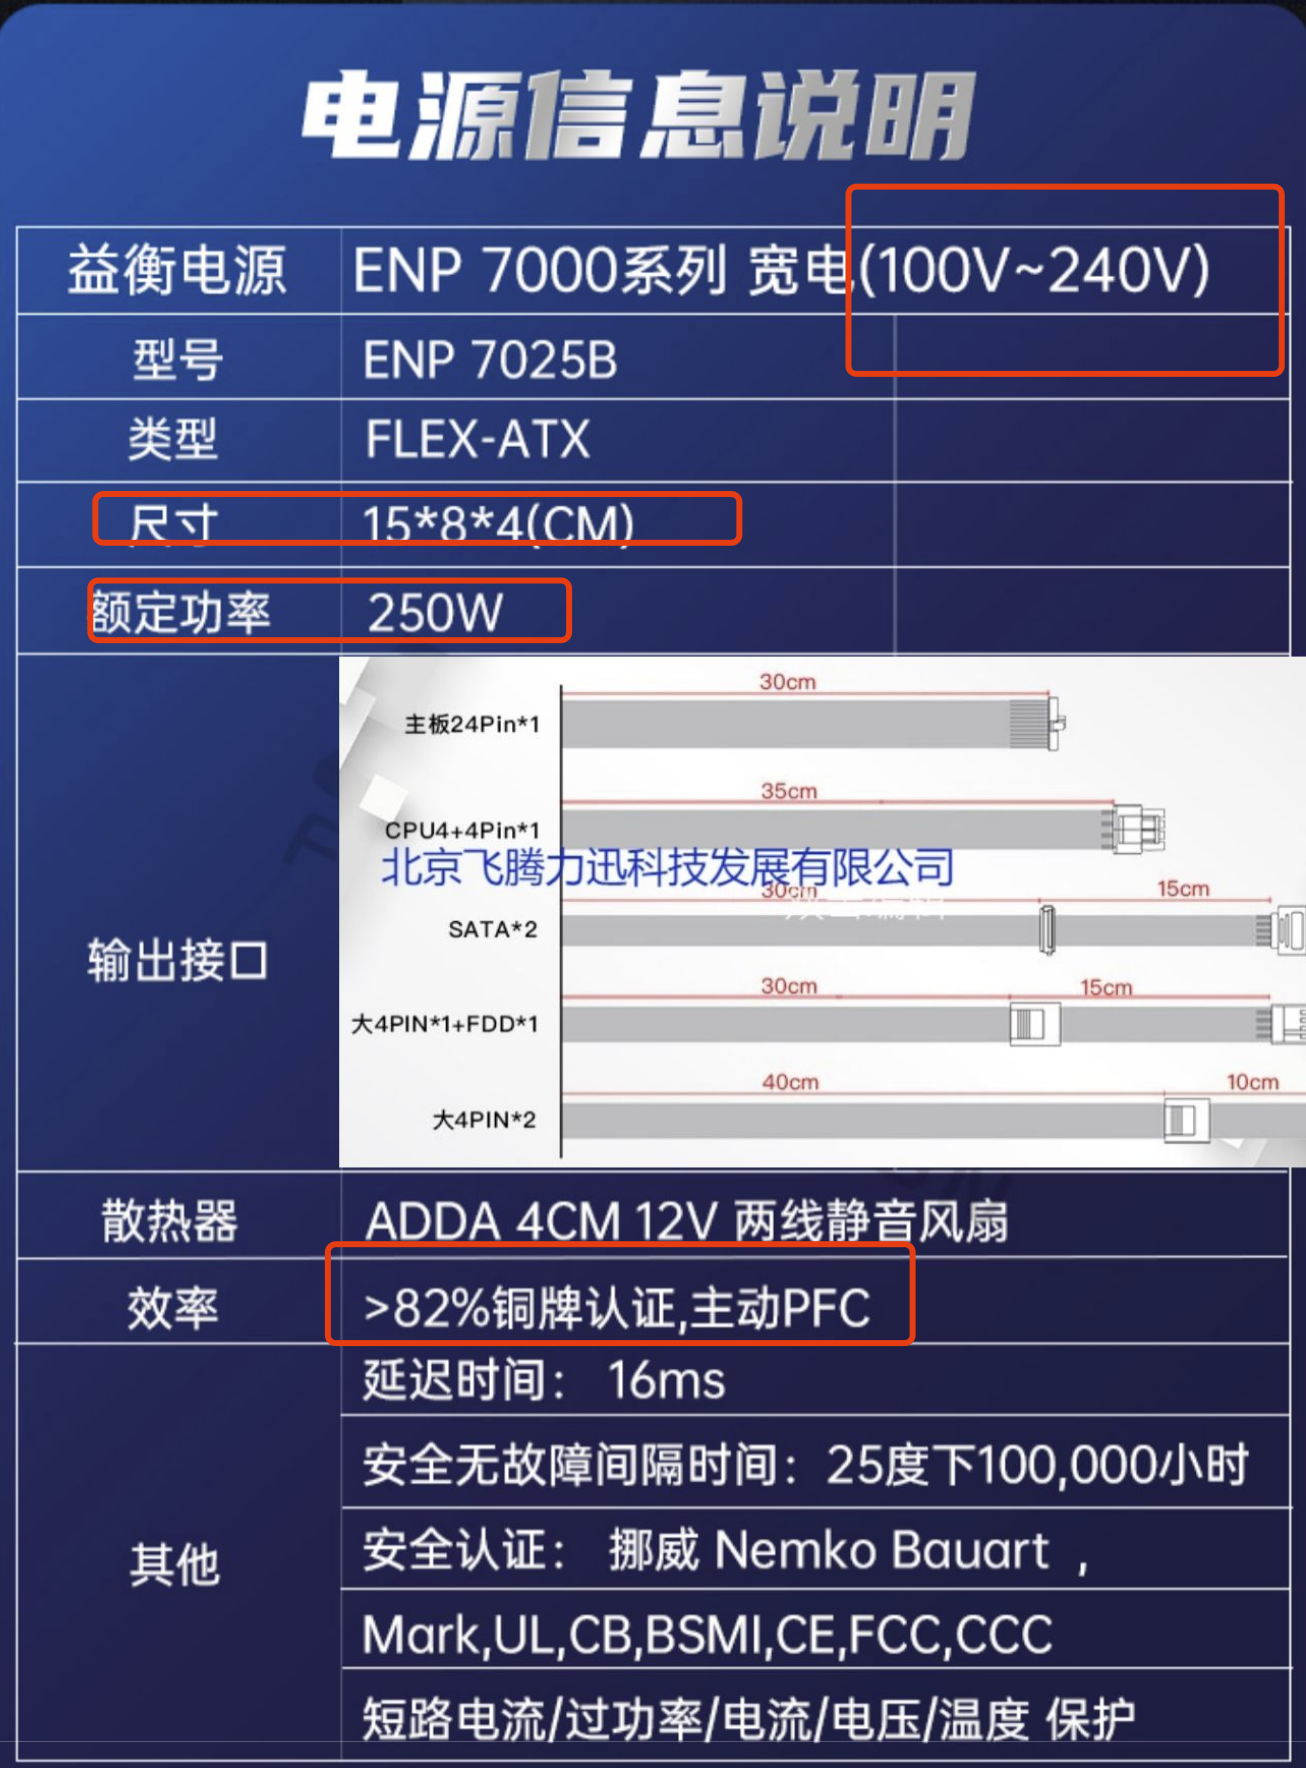 电源信息说明
益衡电源 ENP 7000系列 宽电(100V~240V)
型号 ENP 7025B
类型 FLEX-ATX
尺寸 15*8*4(CM)
额定功率 250W
30cm
主板24Pin*1
35cm
CPU4+4Pin*1
北京飞腾力迅科技发展有限公司
30cm 15cm
SATA*2
输出接口
30cm 15cm
大4PIN*1+FDD*1
40cm 10cm
大4PIN*2
散热器 ADDA 4CM 12V 两线静音风扇
效率 >82%铜牌认证,主动PFC
延迟时间: 16ms
安全无故障间隔时间: 25度下100,000小时
其他
安全认证: 挪威 Nemko Bauart ,
Mark,UL,CB,BSMI,CE,FCC,CCC
短路电流/过功率/电流/电压/温度 保护